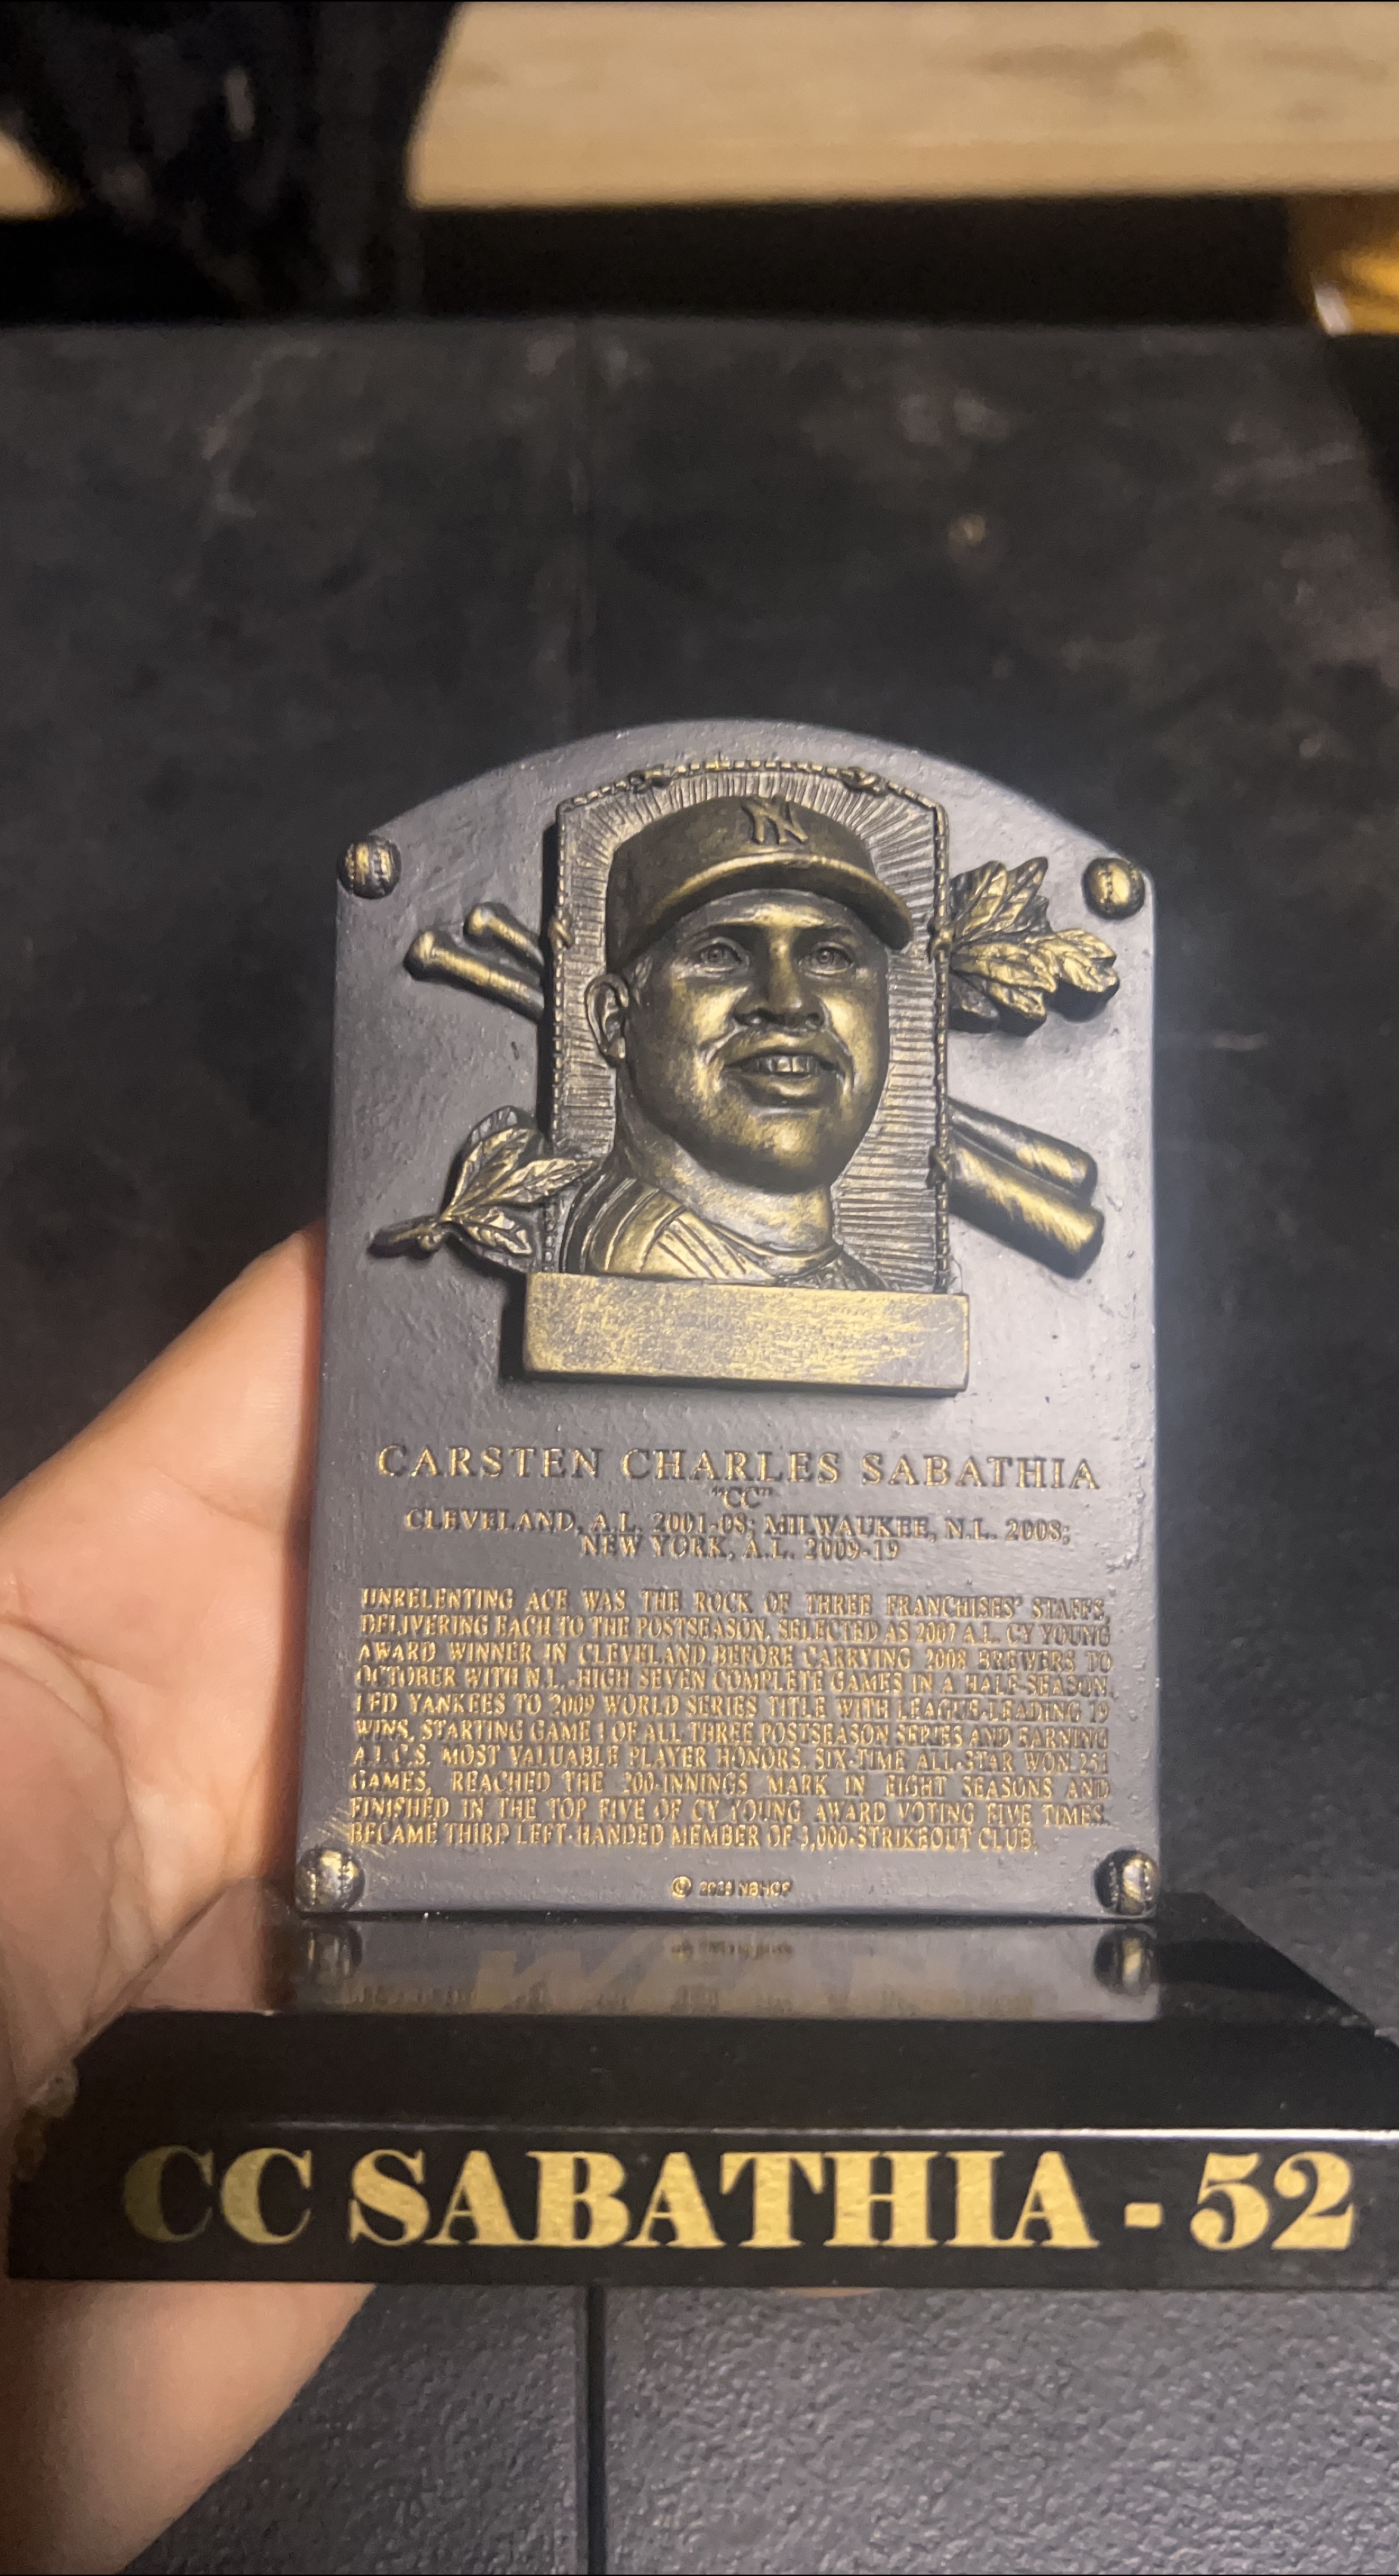 NY
CARSTEN CHARLES SABATHIA
"CC"
CLEVELAND, A.L. 2001-08; MILWAUKEE, N.L. 2008;
NEW YORK, A.L. 2009-19
UNRELENTING ACE WAS THE ROCK OF THREE FRANCHISES' STAFFS,
DELIVERING EACH TO THE POSTSEASON. SELECTED AS 2007 A.L. CY YOUNG
AWARD WINNER IN CLEVELAND BEFORE CARRYING 2008 BREWERS TO
OCTOBER WITH N.L.-HIGH SEVEN COMPLETE GAMES IN A HALF-SEASON.
LED YANKEES TO 2009 WORLD SERIES TITLE WITH LEAGUE-LEADING 19
WINS, STARTING GAME 1 OF ALL THREE POSTSEASON SERIES AND EARNING
A.L.C.S. MOST VALUABLE PLAYER HONORS. SIX-TIME ALL-STAR WON 251
GAMES, REACHED THE 200-INNINGS MARK IN EIGHT SEASONS AND
FINISHED IN THE TOP FIVE OF CY YOUNG AWARD VOTING FIVE TIMES.
BECAME THIRD LEFT-HANDED MEMBER OF 3,000-STRIKEOUT CLUB.
© NBHOF
WFAN
CC SABATHIA - 52